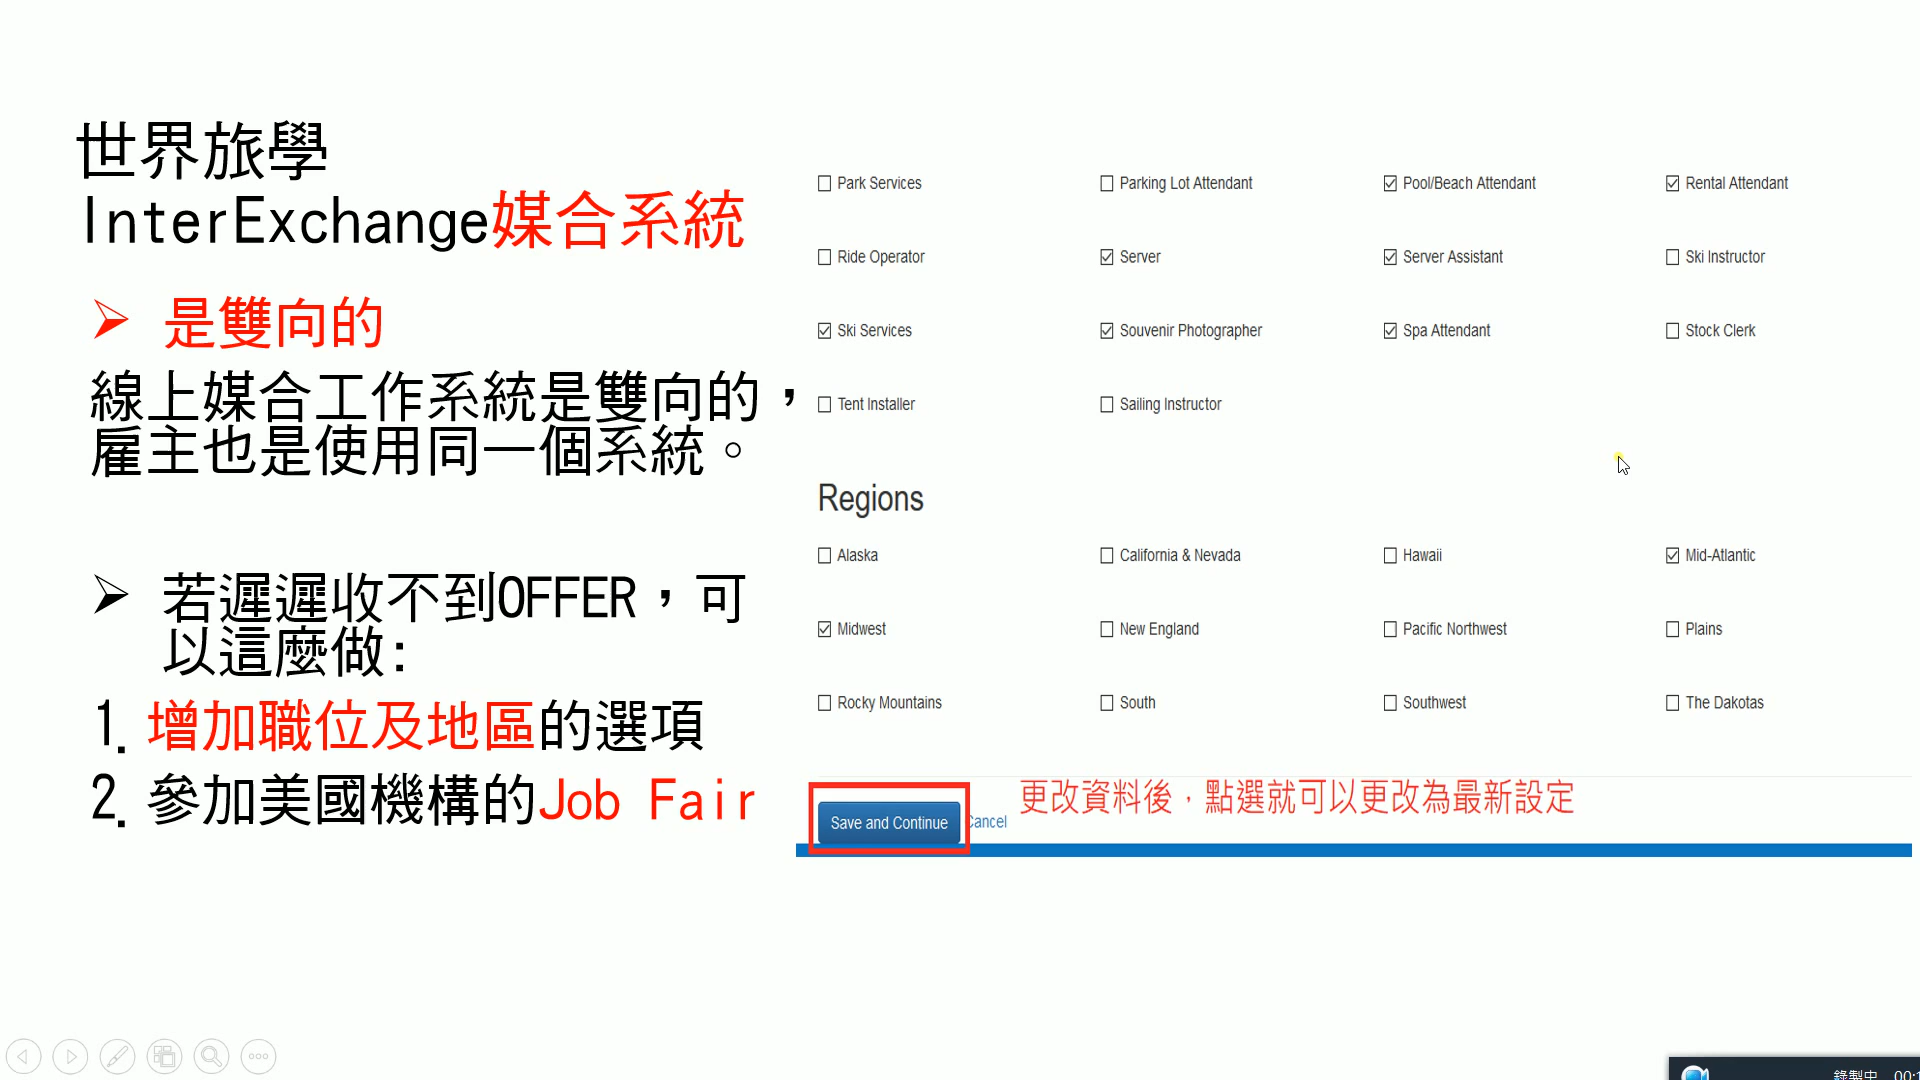 世界旅學
InterExchange媒合系統
➢ 是雙向的
線上媒合工作系統是雙向的，
雇主也是使用同一個系統。
➢ 若遲遲收不到OFFER，可
以這麼做:
1. 增加職位及地區的選項
2. 參加美國機構的Job Fair
Park Services Parking Lot Attendant Pool/Beach Attendant Rental Attendant
Ride Operator Server Server Assistant Ski Instructor
Ski Services Souvenir Photographer Spa Attendant Stock Clerk
Tent Installer Sailing Instructor
Regions
Alaska California & Nevada Hawaii Mid-Atlantic
Midwest New England Pacific Northwest Plains
Rocky Mountains South Southwest The Dakotas
更改資料後，點選就可以更改為最新設定
Save and Continue Cancel
錄製中 00: